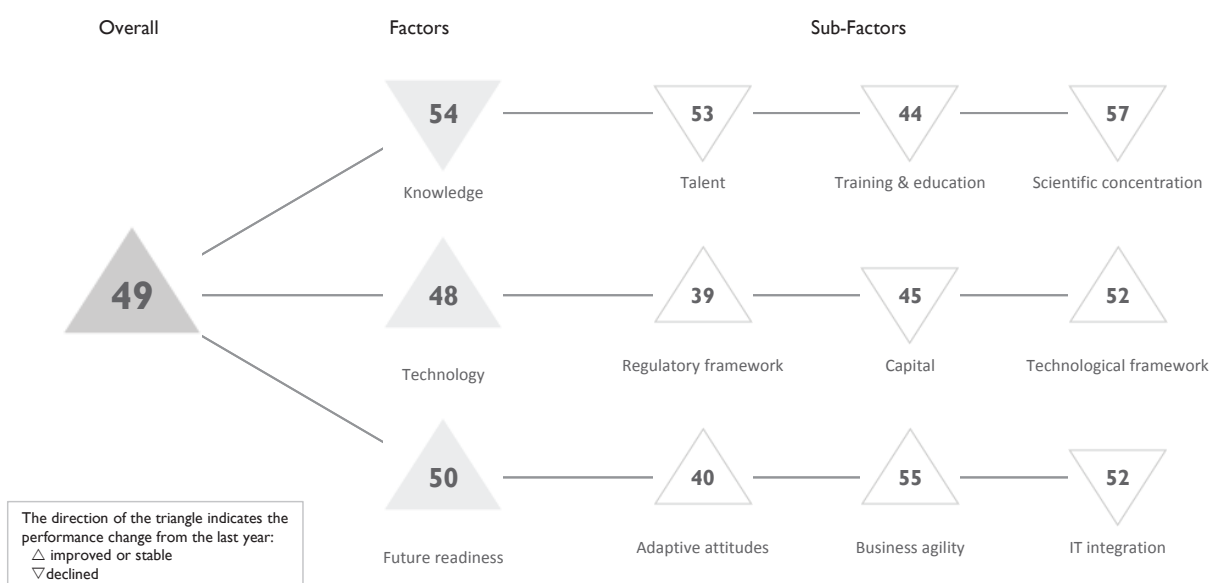 Overall Factors Sub-Factors
54 53 44 57
Knowledge Talent Training & education Scientific concentration
49 48 39 45 52
Technology Regulatory framework Capital Technological framework
50 40 55 52
Future readiness Adaptive attitudes Business agility IT integration
The direction of the triangle indicates the
performance change from the last year:
△ improved or stable
▽ declined